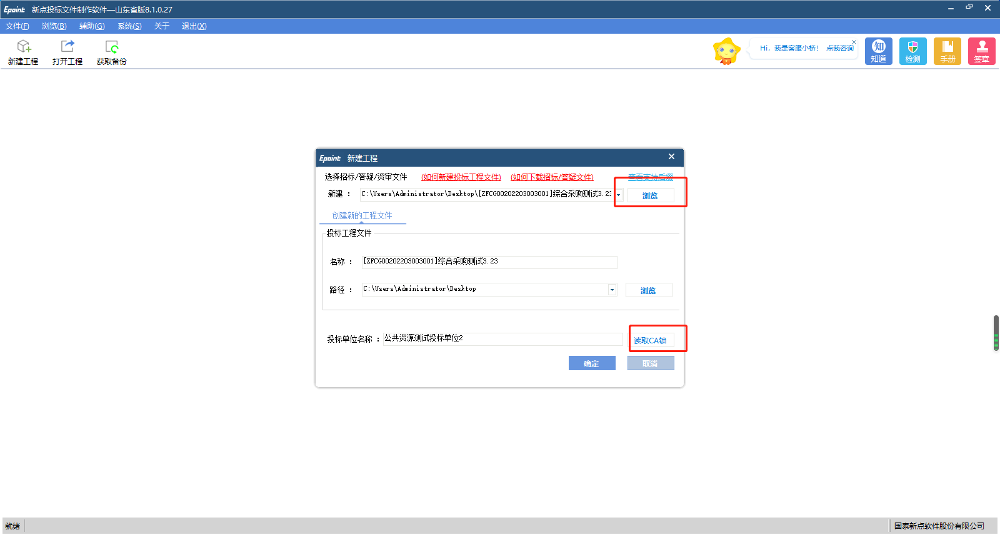 Epoint 新点投标文件制作软件—山东省版8.1.0.27
文件(F) 浏览(B) 辅助(G) 系统(S) 关于 退出(X)
新建工程 打开工程 获取备份
Hi，我是客服小桥！ 点我咨询
知
知道 检测 手册 签章
Epoint 新建工程
选择招标/答疑/资审文件 (如何新建投标工程文件) (如何下载招标/答疑文件) 查看支持后缀
新建 ： C:\Users\Administrator\Desktop\[ZFCG00202203003001]综合采购测试3.23 浏览
创建新的工程文件
投标工程文件
名称 ： [ZFCG00202203003001]综合采购测试3.23
路径 ： C:\Users\Administrator\Desktop 浏览
投标单位名称 ： 公共资源测试投标单位2 读取CA锁
确定 取消
就绪 国泰新点软件股份有限公司